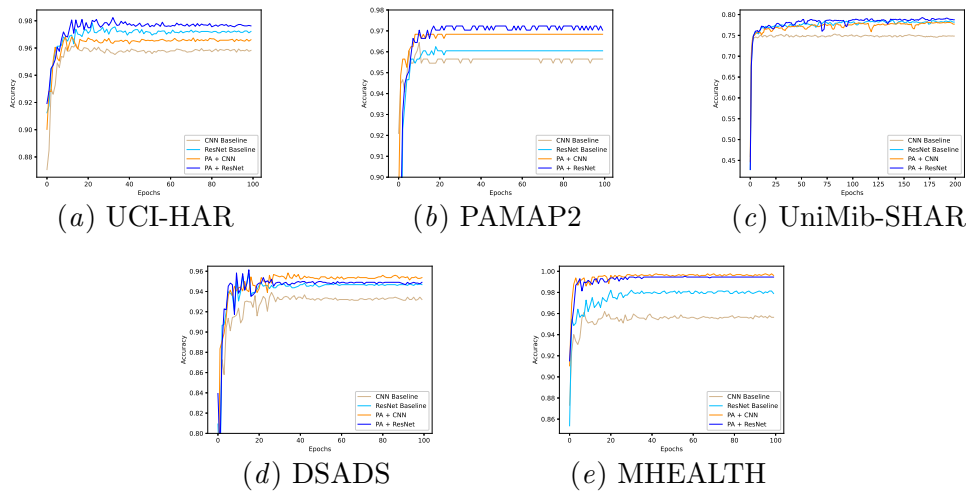 0.98
0.96
0.94
0.92
0.90
0.88
Accuracy
0 20 40 60 80 100
Epochs
CNN Baseline
ResNet Baseline
PA + CNN
PA + ResNet
(a) UCI-HAR
0.98
0.97
0.96
0.95
0.94
0.93
0.92
0.91
0.90
Accuracy
0 20 40 60 80 100
Epochs
CNN Baseline
ResNet Baseline
PA + CNN
PA + ResNet
(b) PAMAP2
0.80
0.75
0.70
0.65
0.60
0.55
0.50
0.45
Accuracy
0 25 50 75 100 125 150 175 200
Epochs
CNN Baseline
ResNet Baseline
PA + CNN
PA + ResNet
(c) UniMib-SHAR
0.96
0.94
0.92
0.90
0.88
0.86
0.84
0.82
0.80
Accuracy
0 20 40 60 80 100
Epochs
CNN Baseline
ResNet Baseline
PA + CNN
PA + ResNet
(d) DSADS
1.00
0.98
0.96
0.94
0.92
0.90
0.88
0.86
Accuracy
0 20 40 60 80 100
Epochs
CNN Baseline
ResNet Baseline
PA + CNN
PA + ResNet
(e) MHEALTH